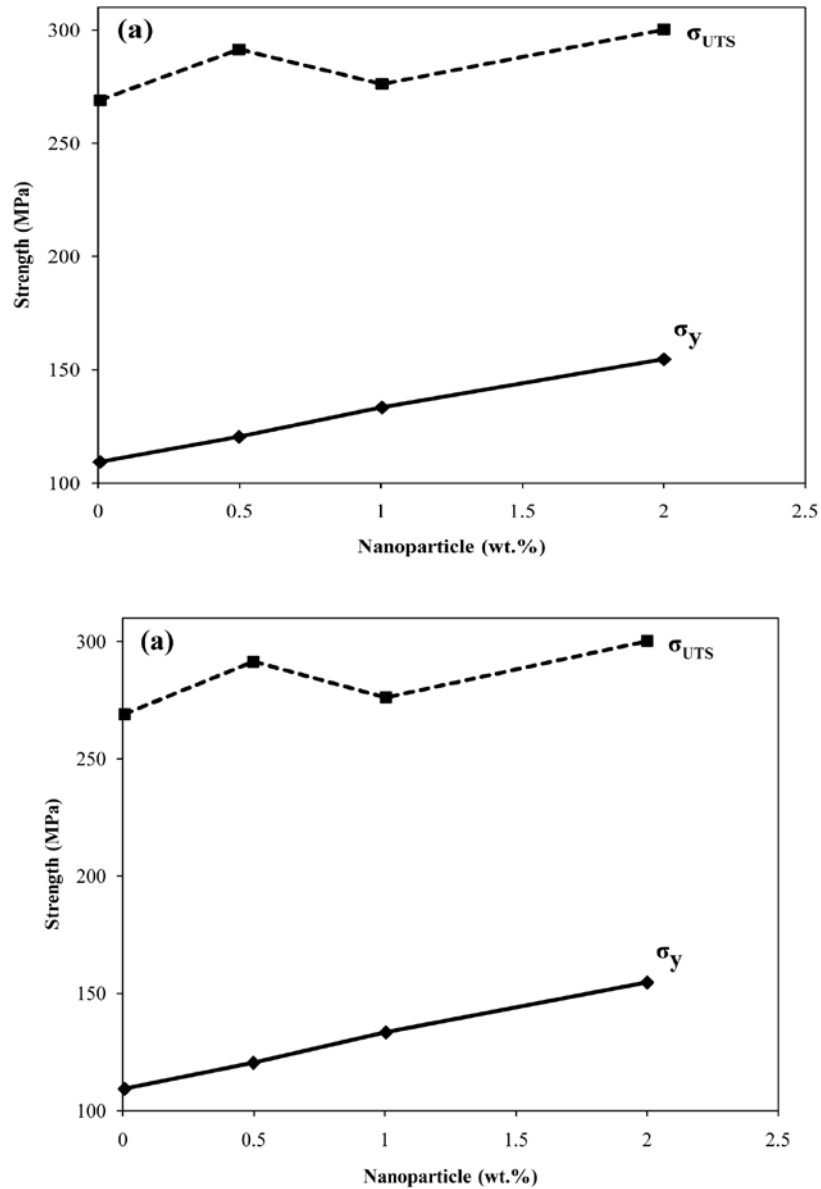 (a)
300
σUTS
250
Strength (MPa)
200
σy
150
100
0 0.5 1 1.5 2 2.5
Nanoparticle (wt.%)
(a)
300
σUTS
250
Strength (MPa)
200
σy
150
100
0 0.5 1 1.5 2 2.5
Nanoparticle (wt.%)